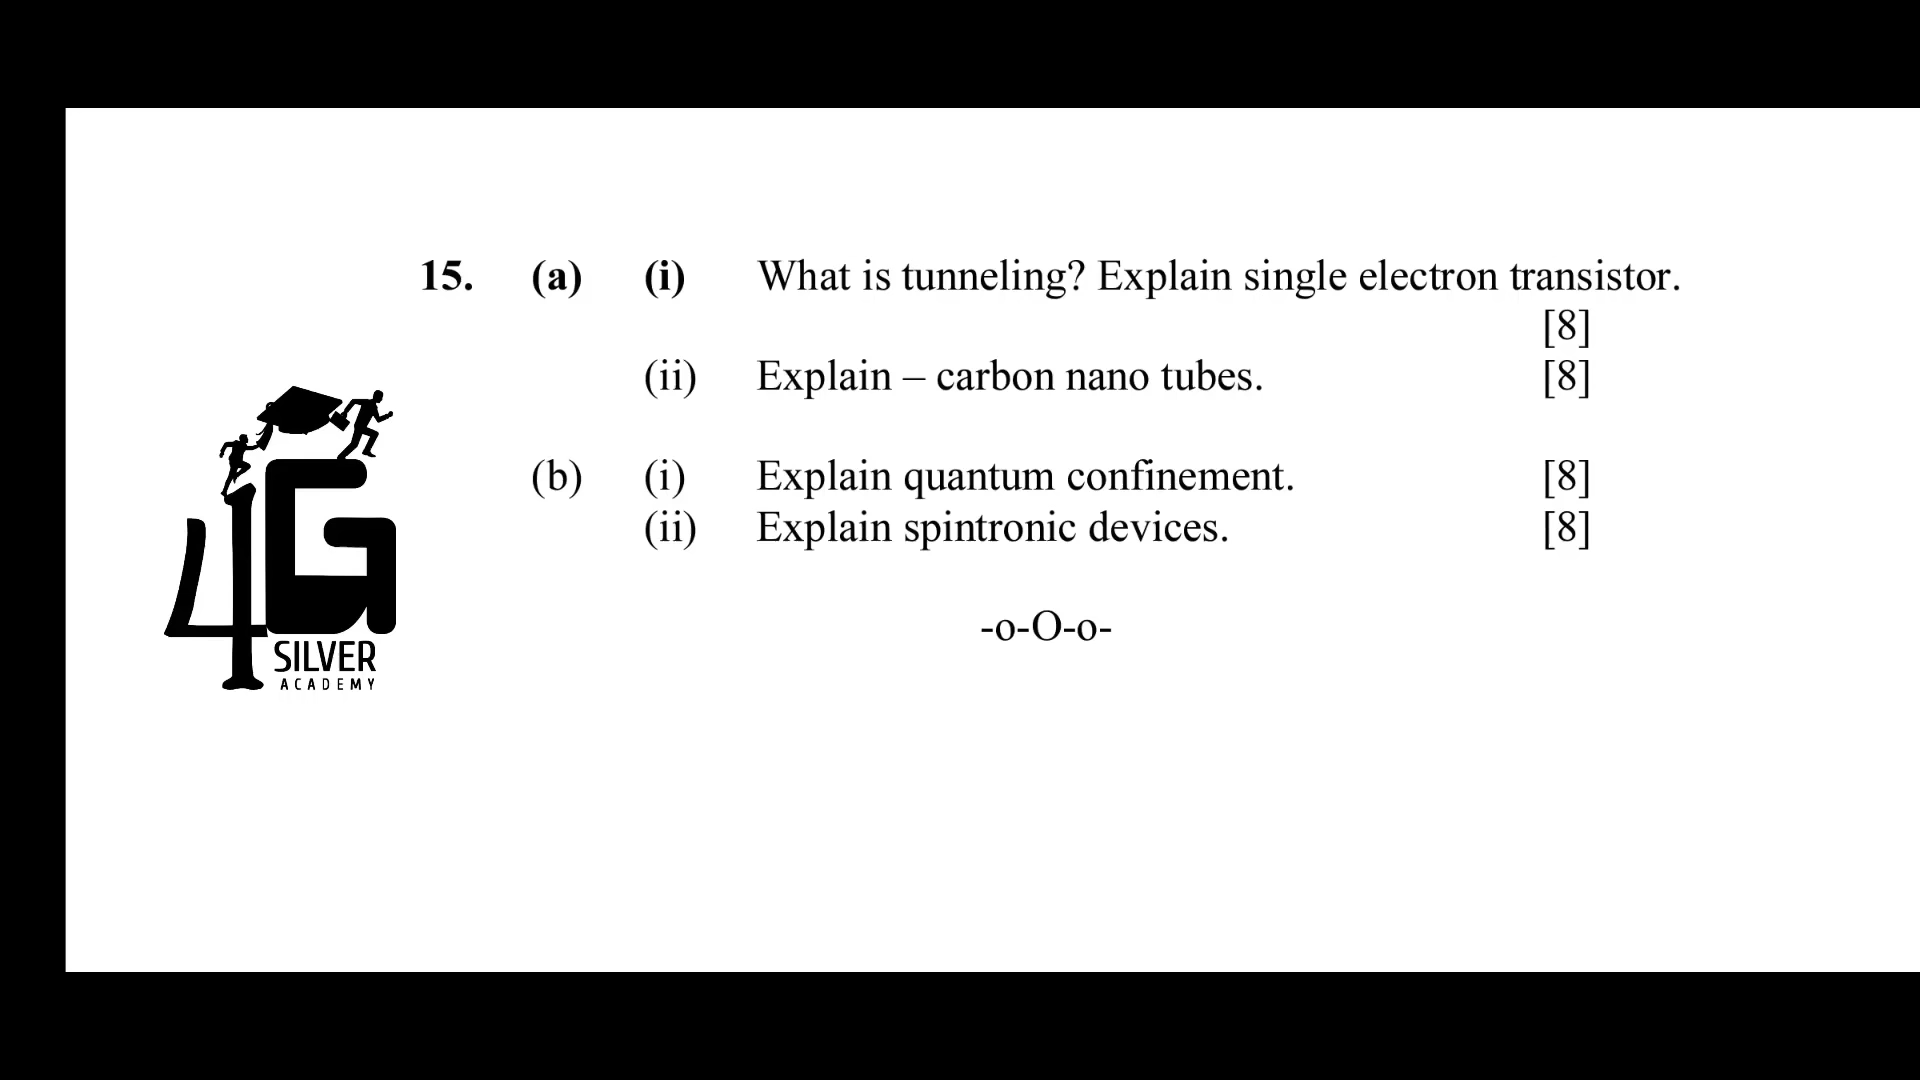 15. (a) (i) What is tunneling? Explain single electron transistor.
[8]
(ii) Explain – carbon nano tubes. [8]
(b) (i) Explain quantum confinement. [8]
(ii) Explain spintronic devices. [8]
-o-O-o-
4G
SILVER
ACADEMY